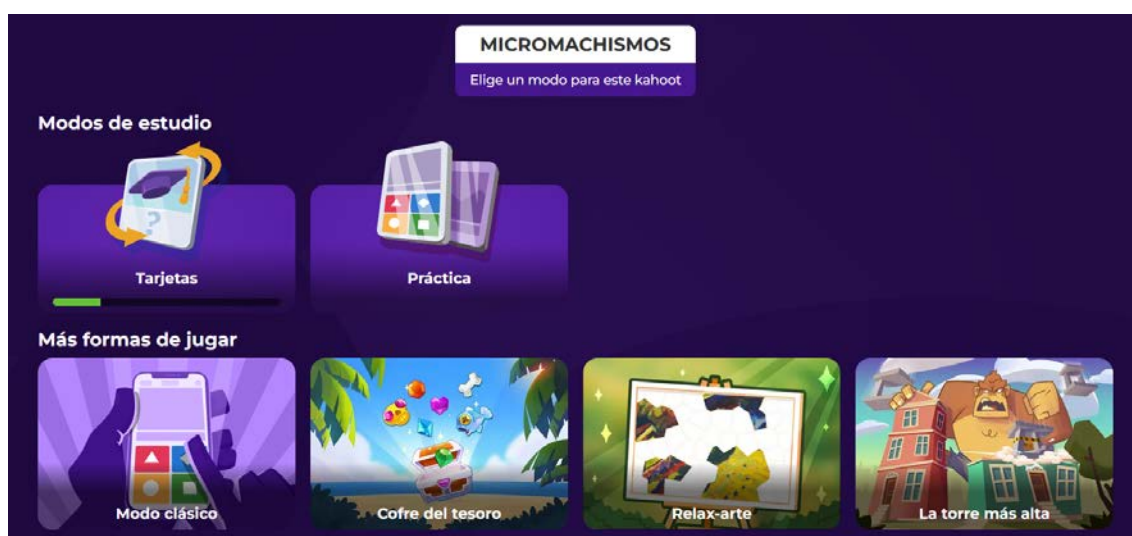 MICROMACHISMOS
Elige un modo para este kahoot
Modos de estudio
Tarjetas
Práctica
Más formas de jugar
Modo clásico
Cofre del tesoro
Relax-arte
La torre más alta